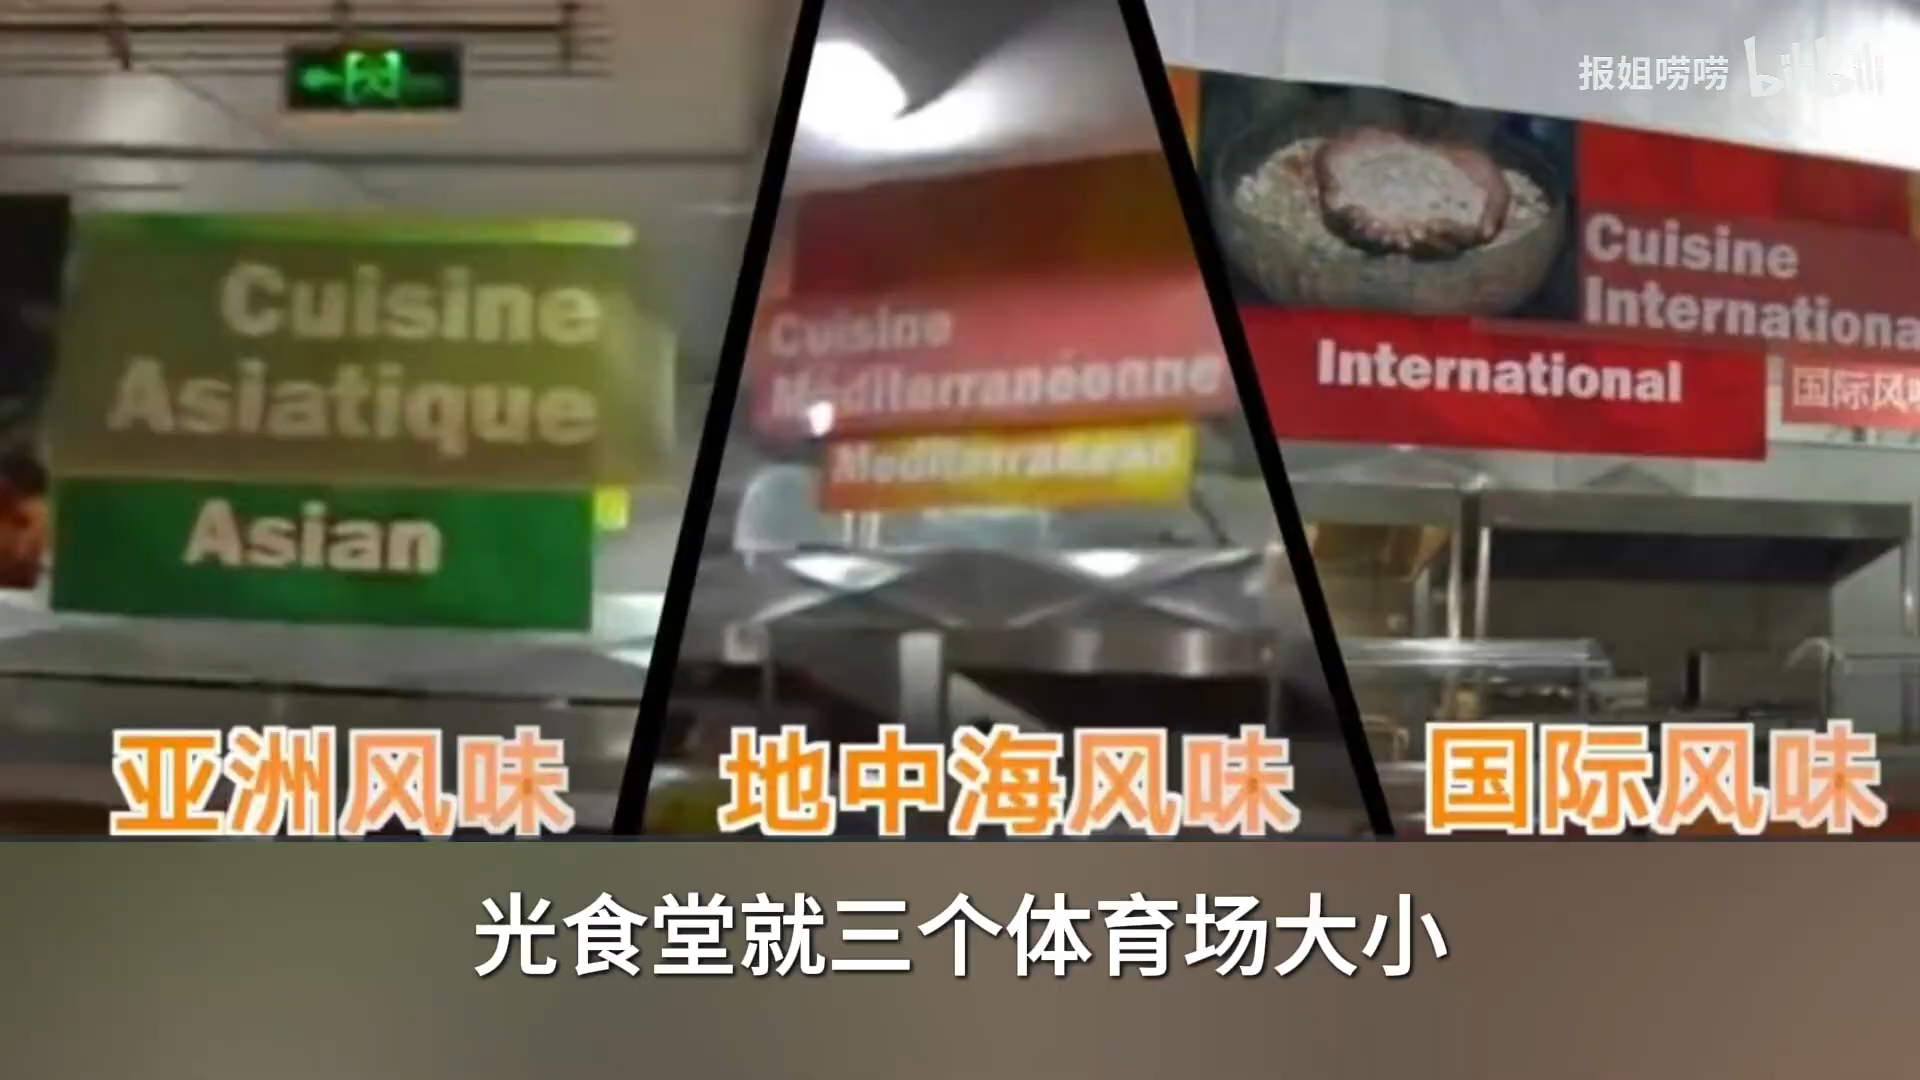 报姐唠唠 bilibili
Cuisine
Asiatique
Asian
Cuisine
Méditerranéenne
Mediterranean
Cuisine
Internationa
International
国际风味
亚洲风味
地中海风味
国际风味
光食堂就三个体育场大小